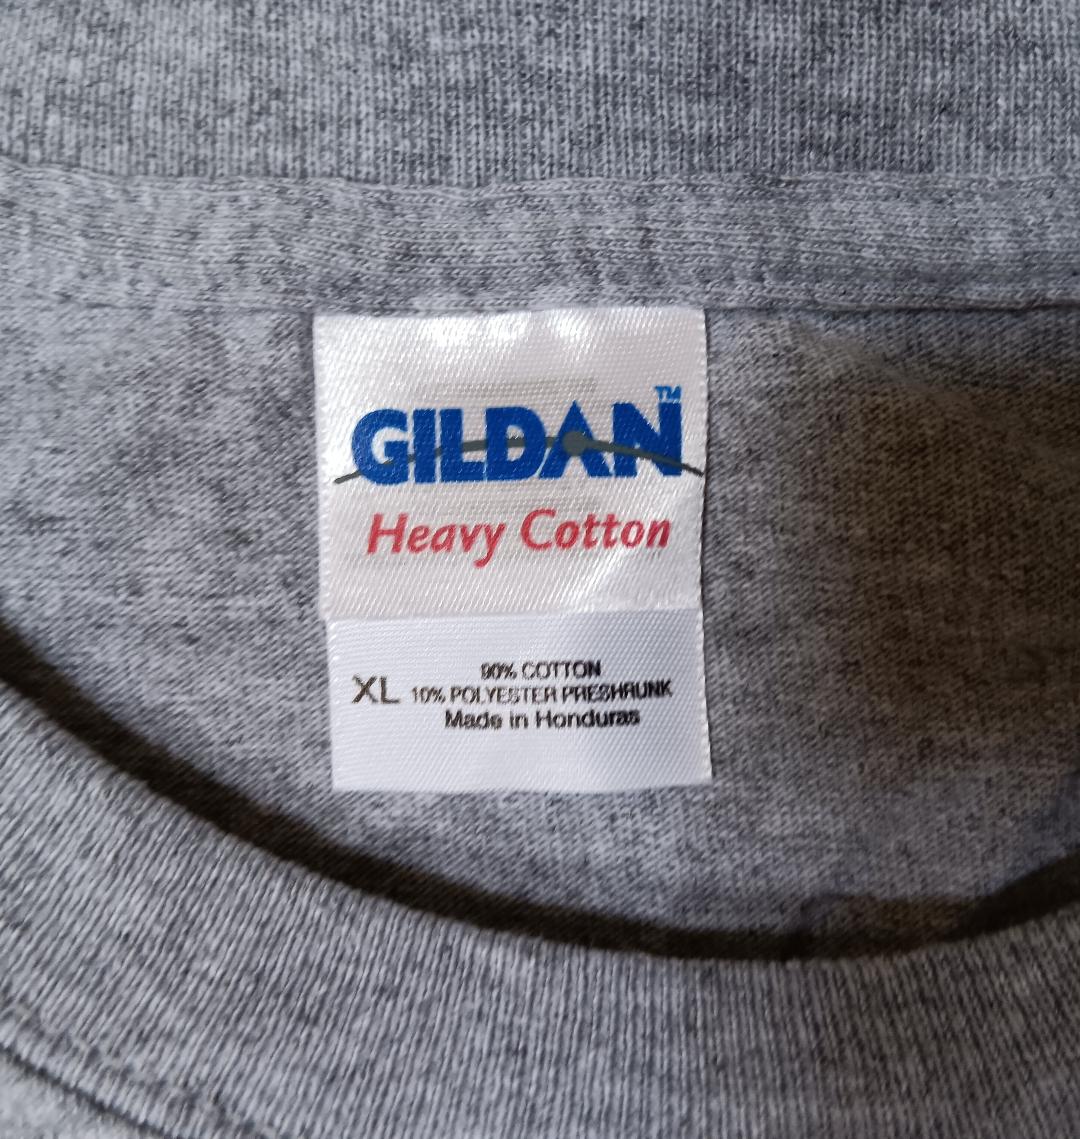 GILDAN™
Heavy Cotton
90% COTTON
XL 10% POLYESTER PRESHRUNK
Made in Honduras